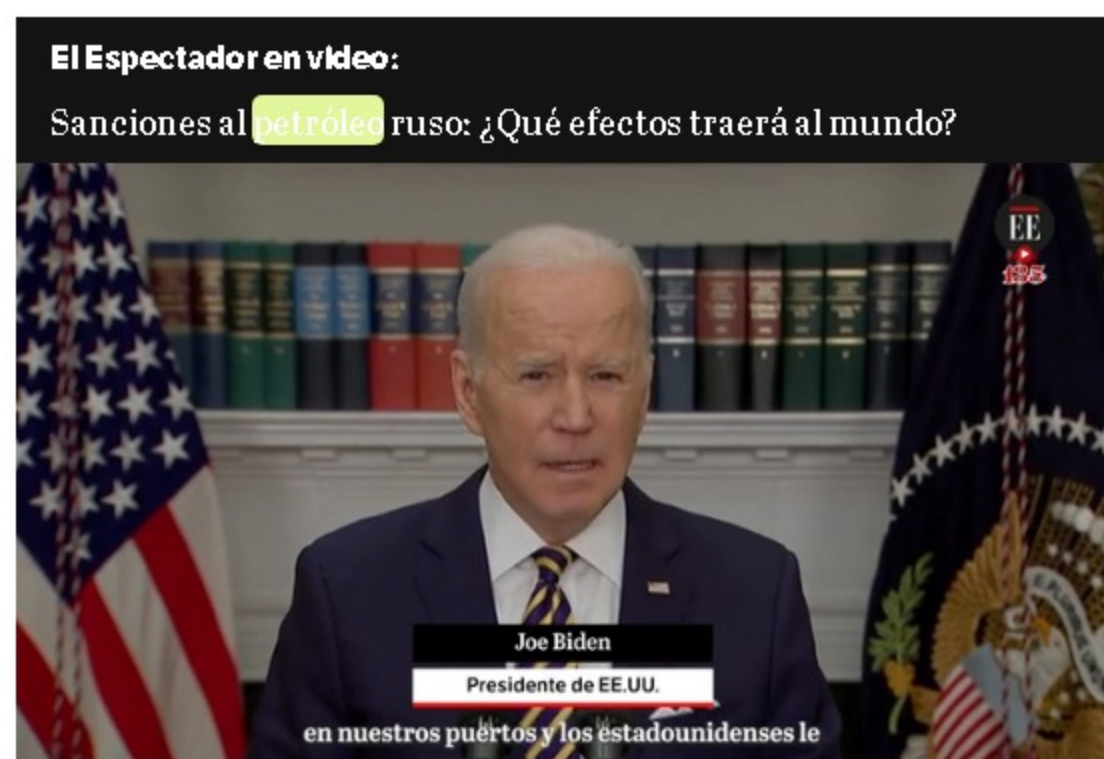 El Espectador en video:
Sanciones al petróleo ruso: ¿Qué efectos traerá al mundo?
EE
135
Joe Biden
Presidente de EE.UU.
en nuestros puertos y los estadounidenses le